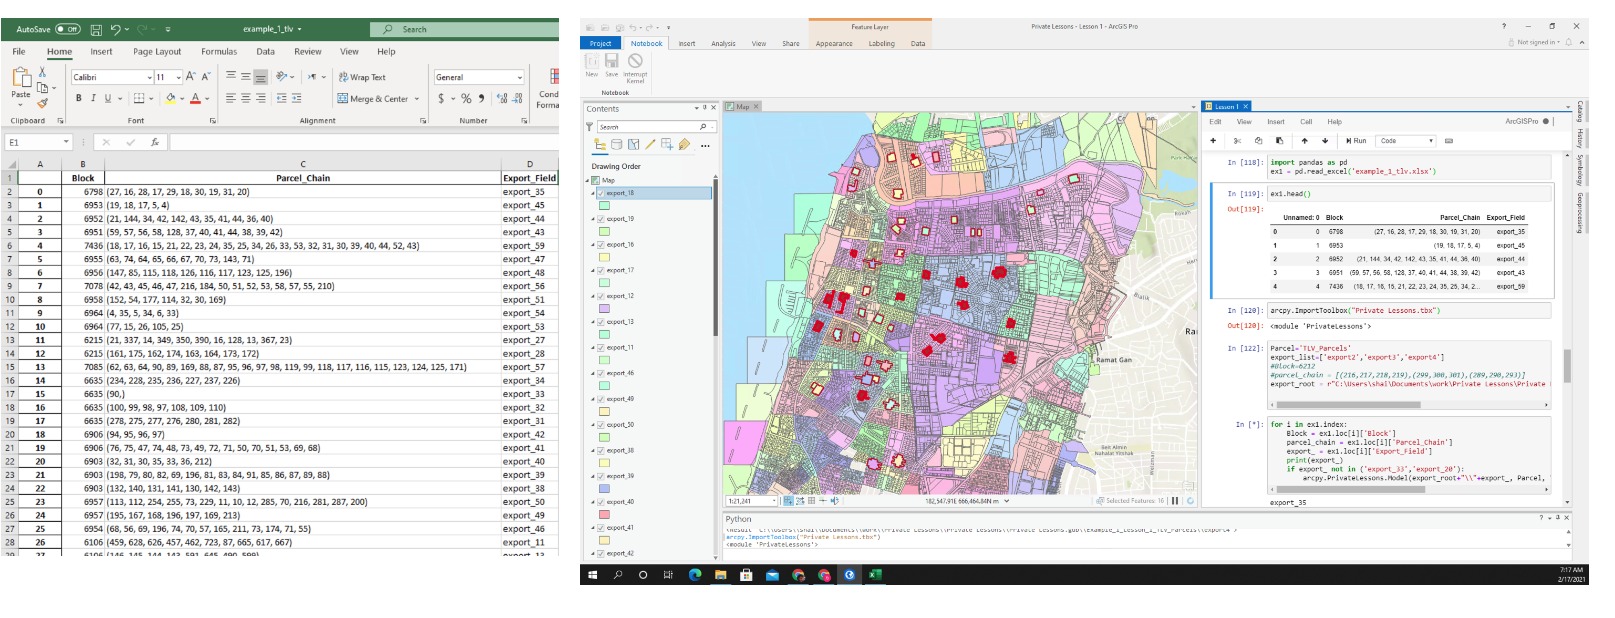 AutoSave Off
example_1_tlv
Search
File Home Insert Page Layout Formulas Data Review View Help
Calibri 11
Wrap Text
General
Paste
B I U
Merge & Center
$ % 9
Cond
Forma
Clipboard Font Alignment Number
E1
fx
A B C D
1 Block Parcel_Chain Export_Field
2 0 6798 (27, 16, 28, 17, 29, 18, 30, 19, 31, 20) export_35
3 1 6953 (19, 18, 17, 5, 4) export_45
4 2 6952 (21, 144, 34, 42, 142, 43, 35, 41, 44, 36, 40) export_44
5 3 6951 (59, 57, 56, 58, 128, 37, 40, 41, 44, 38, 39, 42) export_43
6 4 7436 (18, 17, 16, 15, 21, 22, 23, 24, 35, 25, 34, 26, 33, 53, 32, 31, 30, 39, 40, 44, 52, 43) export_59
7 5 6955 (63, 74, 64, 65, 66, 67, 70, 73, 143, 71) export_47
8 6 6956 (147, 85, 115, 118, 126, 116, 117, 123, 125, 196) export_48
9 7 7078 (42, 43, 45, 46, 47, 216, 184, 50, 51, 52, 53, 58, 57, 55, 210) export_56
10 8 6958 (152, 54, 177, 114, 32, 30, 169) export_51
11 9 6964 (4, 35, 5, 34, 6, 33) export_54
12 10 6964 (77, 15, 26, 105, 25) export_53
13 11 6215 (21, 337, 14, 349, 350, 390, 16, 128, 13, 367, 23) export_27
14 12 6215 (161, 175, 162, 174, 163, 164, 173, 172) export_28
15 13 7085 (62, 63, 64, 90, 89, 169, 88, 87, 95, 96, 97, 98, 119, 99, 118, 117, 116, 115, 123, 124, 125, 171) export_57
16 14 6635 (234, 228, 235, 236, 227, 237, 226) export_34
17 15 6635 (90,) export_33
18 16 6635 (100, 99, 98, 97, 108, 109, 110) export_32
19 17 6635 (278, 275, 277, 276, 280, 281, 282) export_31
20 18 6906 (94, 95, 96, 97) export_42
21 19 6906 (76, 75, 47, 74, 48, 73, 49, 72, 71, 50, 70, 51, 53, 69, 68) export_41
22 20 6903 (32, 31, 30, 35, 33, 36, 212) export_40
23 21 6903 (198, 79, 80, 82, 69, 196, 81, 83, 84, 91, 85, 86, 87, 89, 88) export_39
24 22 6903 (132, 140, 131, 141, 130, 142, 143) export_38
25 23 6957 (113, 112, 254, 255, 73, 229, 11, 10, 12, 285, 70, 216, 281, 287, 200) export_50
26 24 6957 (195, 167, 168, 196, 197, 169, 213) export_49
27 25 6954 (68, 56, 69, 196, 74, 70, 57, 165, 211, 73, 174, 71, 55) export_46
28 26 6106 (459, 628, 626, 457, 462, 723, 87, 665, 617, 667) export_11
Feature Layer
Private Lessons - Lesson 1 - ArcGIS Pro
Project Notebook Insert Analysis View Share Appearance Labeling Data
Not signed in
New Save Interrupt
Kernel
Notebook
Contents
Search
Drawing Order
Map
export_18
export_19
export_16
export_17
export_12
export_13
export_11
export_46
export_49
export_50
export_38
export_39
export_40
export_41
export_42
Map
Bialik
Ramat Gan
Ra
1:21,241
182,547.91E 666,464.84N m
Selected Features: 16
Python
arcpy.ImportToolbox("Private Lessons.tbx")
<module 'PrivateLessons'>
Lesson 1
Edit View Insert Cell Help
ArcGISPro
Run Code
In [118]: import pandas as pd
ex1 = pd.read_excel('example_1_tlv.xlsx')
In [119]: ex1.head()
Out[119]:
Unnamed: 0 Block Parcel_Chain Export_Field
0 0 6798 (27, 16, 28, 17, 29, 18, 30, 19, 31, 20) export_35
1 1 6953 (19, 18, 17, 5, 4) export_45
2 2 6952 (21, 144, 34, 42, 142, 43, 35, 41, 44, 36, 40) export_44
3 3 6951 (59, 57, 56, 58, 128, 37, 40, 41, 44, 38, 39, 42) export_43
4 4 7436 (18, 17, 16, 15, 21, 22, 23, 24, 35, 25, 34, 2... export_59
In [120]: arcpy.ImportToolbox("Private Lessons.tbx")
Out[120]: <module 'PrivateLessons'>
In [122]: Parcel='TLV_Parcels'
export_list=['export2','export3','export4']
#Block=6212
#parcel_chain = [(216,217,218,219),(299,300,301),(289,290,293)]
export_root = r"C:\Users\shai\Documents\work\Private Lessons\Private
In [*]: for i in ex1.index:
Block = ex1.loc[i]['Block']
parcel_chain = ex1.loc[i]['Parcel_Chain']
export_ = ex1.loc[i]['Export_Field']
print(export_)
if export_ not in ('export_33','export_20'):
arcpy.PrivateLessons.Model(export_root+"\\"+export_, Parcel,
export_35
Catalog
History
Symbology
Geoprocessing
7:17 AM
2/17/2021